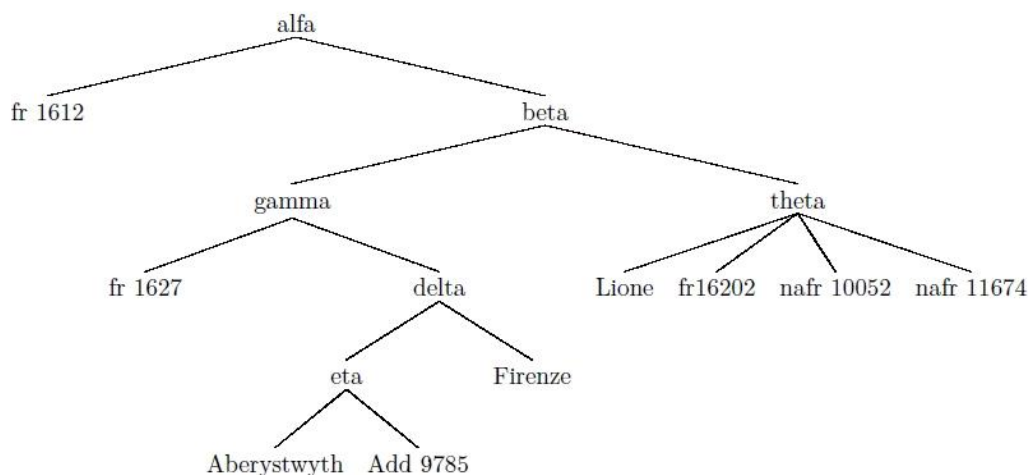 alfa
fr 1612 beta
gamma theta
fr 1627 delta Lione fr16202 nafr 10052 nafr 11674
eta Firenze
Aberystwyth Add 9785